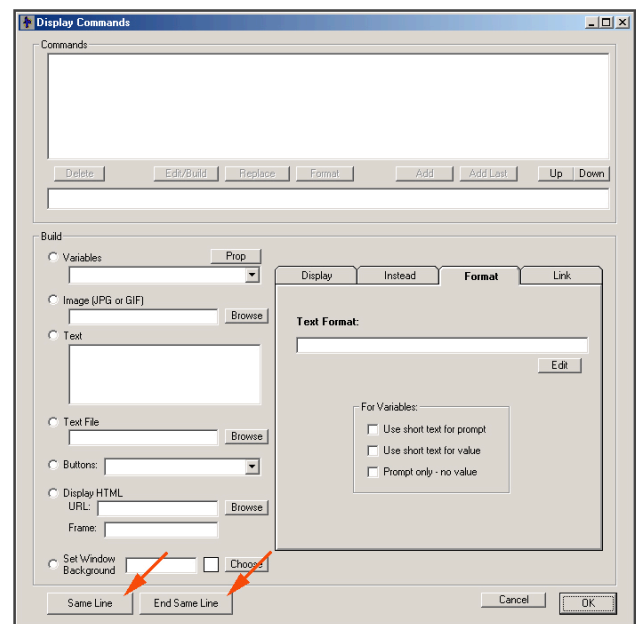 Display Commands
Commands
Delete Edit/Build Replace Format Add Add Last Up Down
Build
Variables Prop
Image (JPG or GIF)
Browse
Text
Text File
Browse
Buttons:
Display HTML
URL: Browse
Frame:
Set Window
Background Choose
Display Instead Format Link
Text Format:
Edit
For Variables:
Use short text for prompt
Use short text for value
Prompt only - no value
Same Line End Same Line Cancel OK